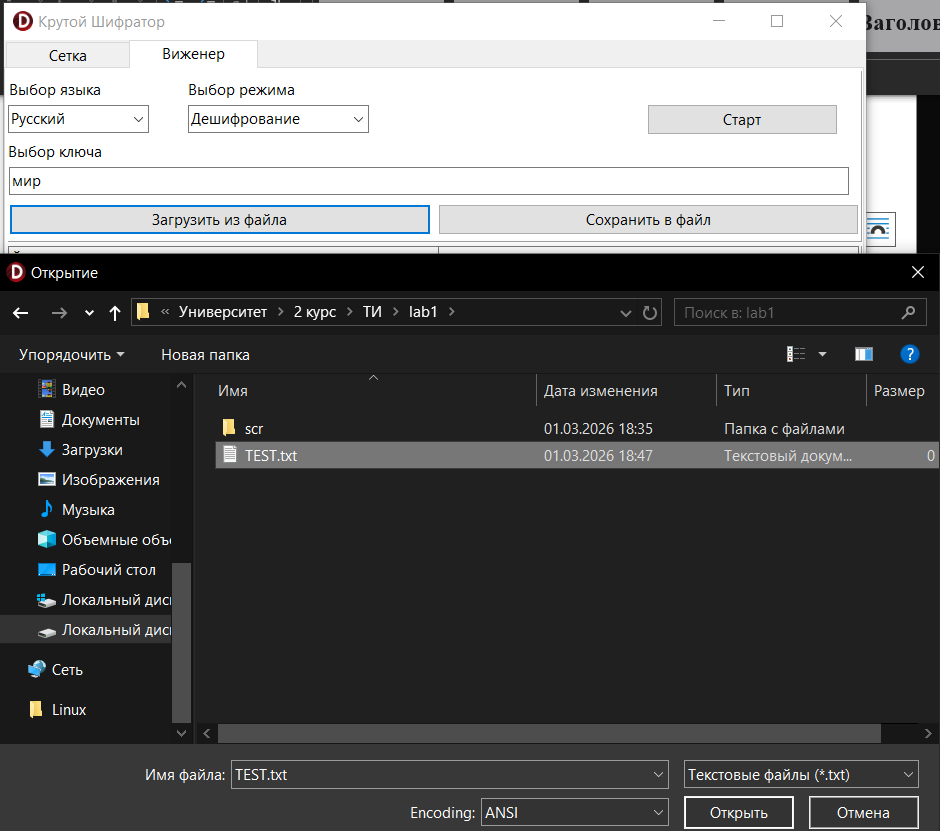 Крутой Шифратор
Заголов
Сетка Виженер
Выбор языка Выбор режима
Русский Дешифрование Старт
Выбор ключа
мир
Загрузить из файла Сохранить в файл
Открытие
« Университет > 2 курс > ТИ > lab1 > Поиск в: lab1
Упорядочить Новая папка ?
Имя Дата изменения Тип Размер
Видео
Документы
Загрузки
Изображения
Музыка
Объемные объе
Рабочий стол
Локальный диск
Локальный диск
Сеть
Linux
scr 01.03.2026 18:35 Папка с файлами
TEST.txt 01.03.2026 18:47 Текстовый докум... 0
Имя файла: TEST.txt Текстовые файлы (*.txt)
Encoding: ANSI Открыть Отмена